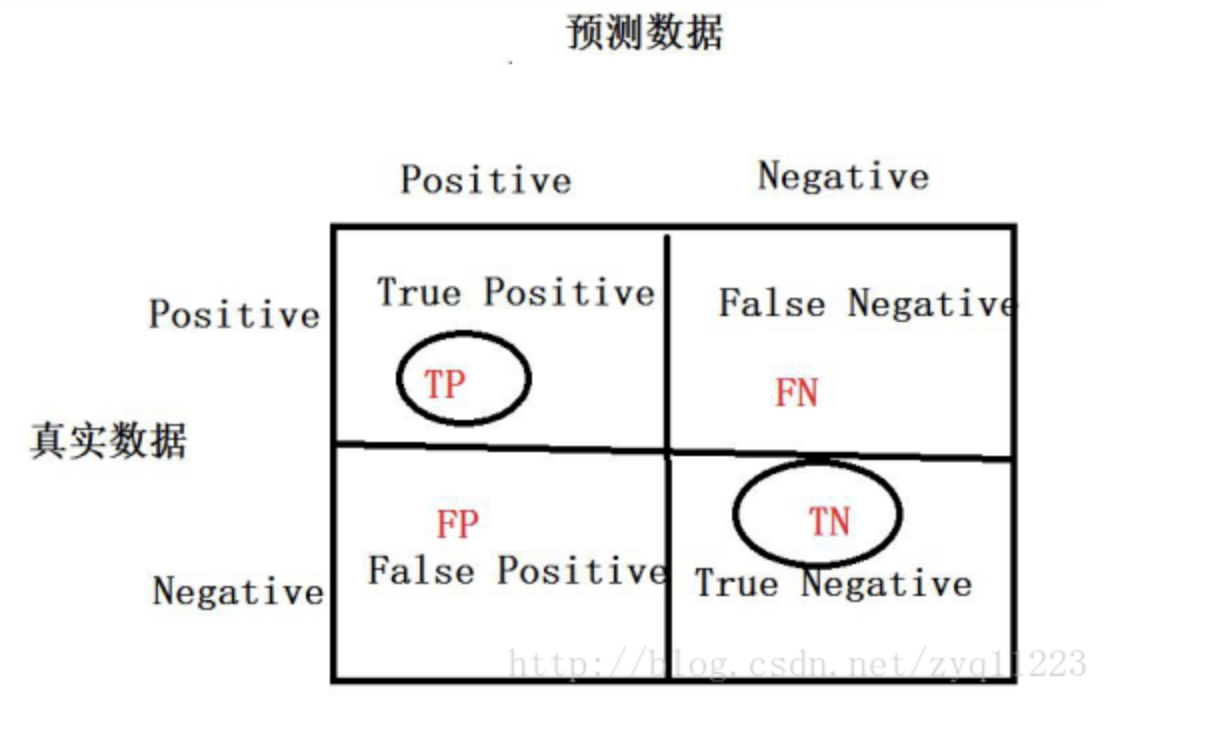 预测数据
Positive Negative
True Positive
False Negative
Positive
TP
FN
真实数据
FP
TN
False Positive
True Negative
Negative
http://blog.csdn.net/zyq11223